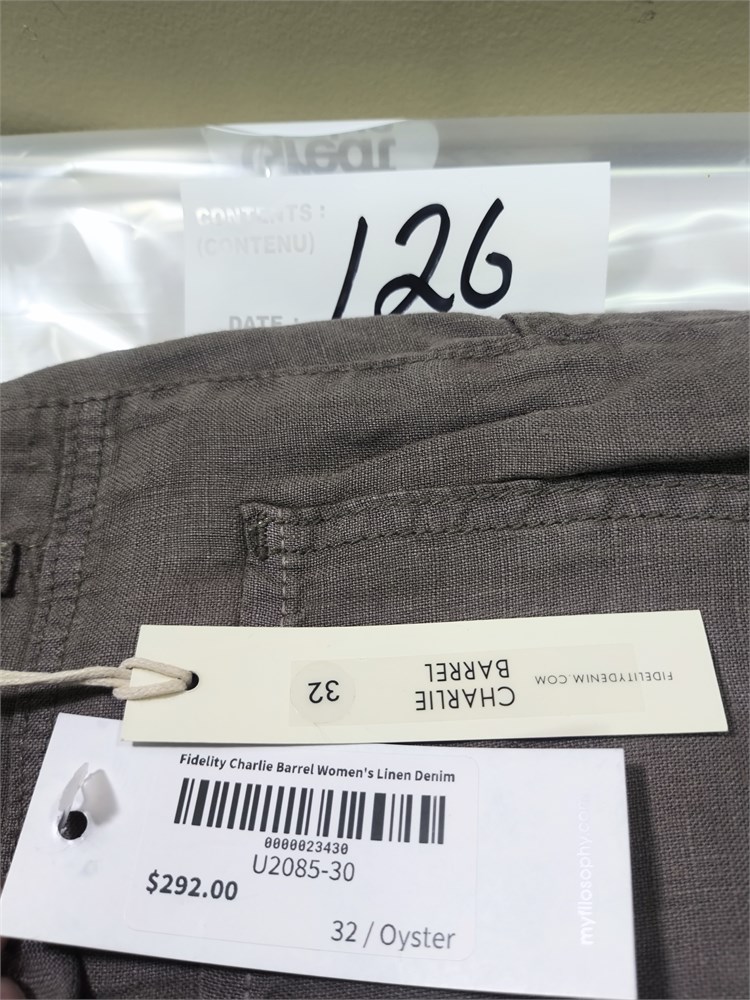 CONTENTS :
(CONTENU)
126
DATE :
FIDELITYDENIM.COM
CHARLIE
BARREL
32
Fidelity Charlie Barrel Women's Linen Denim
0000023430
U2085-30
$292.00
32 / Oyster
myfilosophy.com